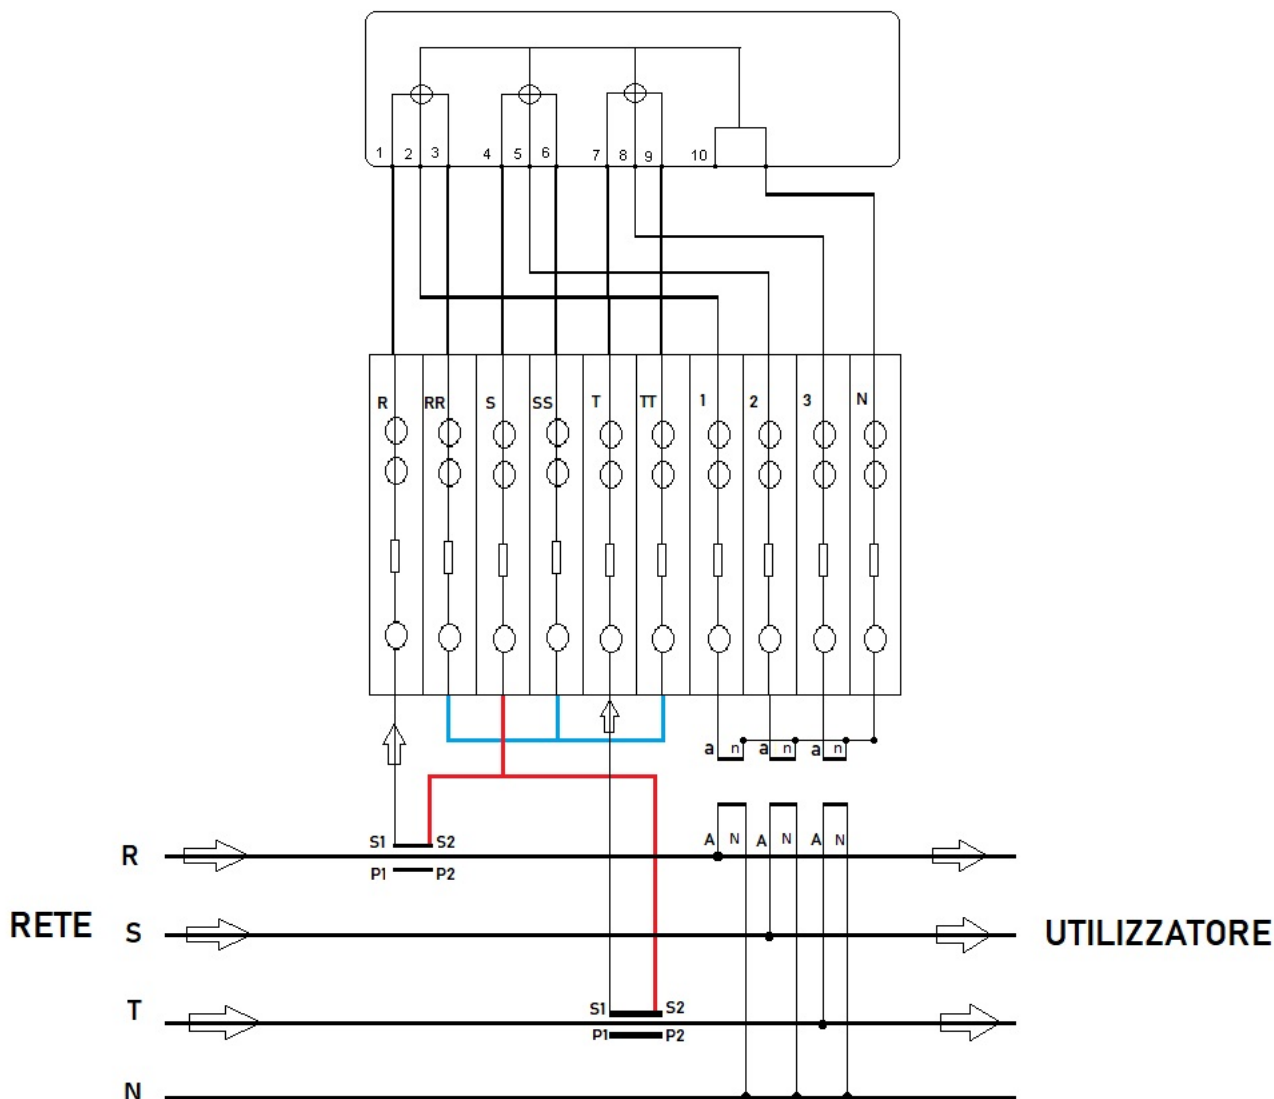 1 2 3 4 5 6 7 8 9 10
R RR S SS T TT 1 2 3 N
a n a n a n
S1 S2 A N A N A N
R
P1 P2
RETE S UTILIZZATORE
T S1 S2
P1 P2
N